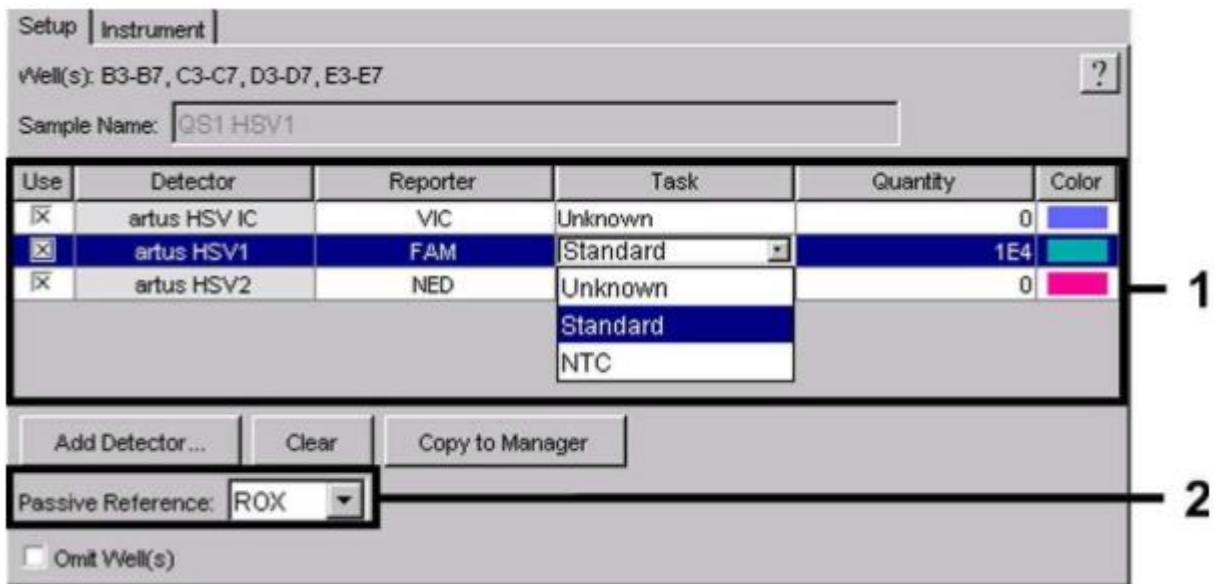 Setup Instrument
Well(s): B3-B7, C3-C7, D3-D7, E3-E7 ?
Sample Name: QS1 HSV1
Use Detector Reporter Task Quantity Color
artus HSV IC VIC Unknown 0
artus HSV1 FAM Standard 1E4
artus HSV2 NED Unknown 0
Standard
NTC
1
Add Detector... Clear Copy to Manager
Passive Reference: ROX 2
Omit Well(s)